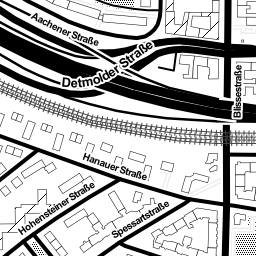 Aachener Straße
Detmolder Straße
Blissestraße
Hanauer Straße
Hohensteiner Straße
Spessartstraße